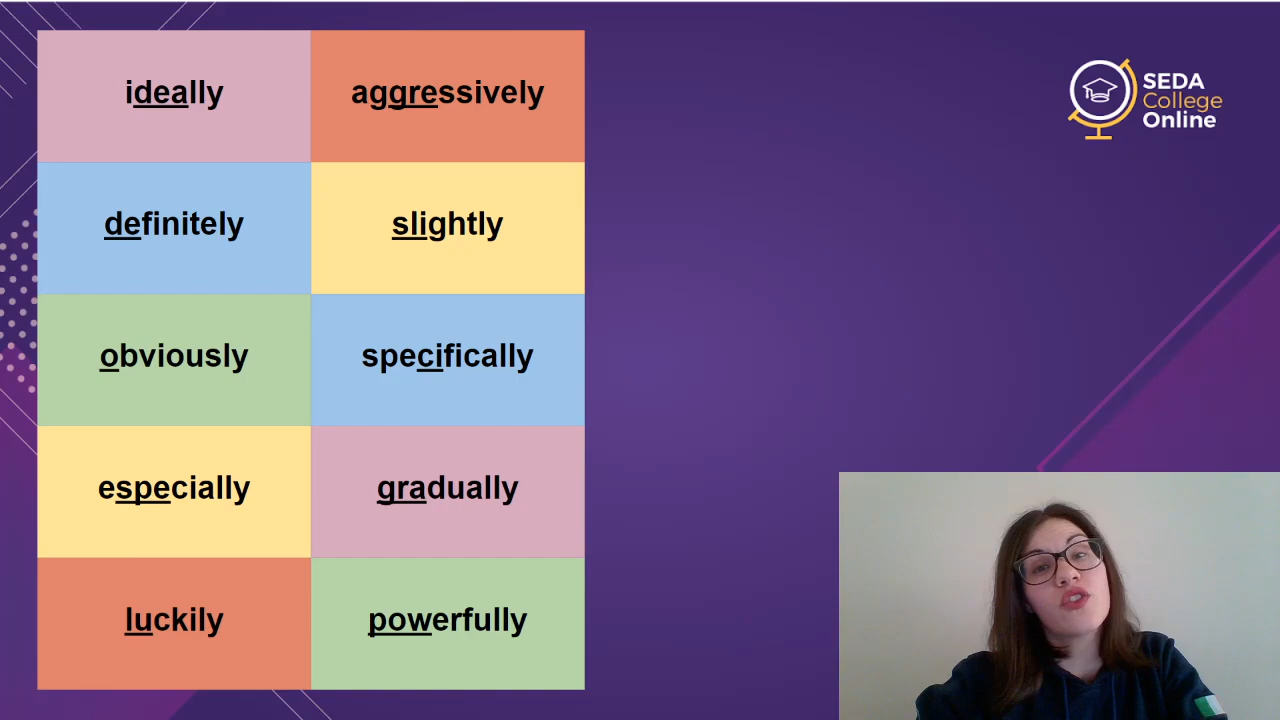 ideally
aggressively
definitely
slightly
obviously
specifically
especially
gradually
luckily
powerfully
SEDA
College
Online